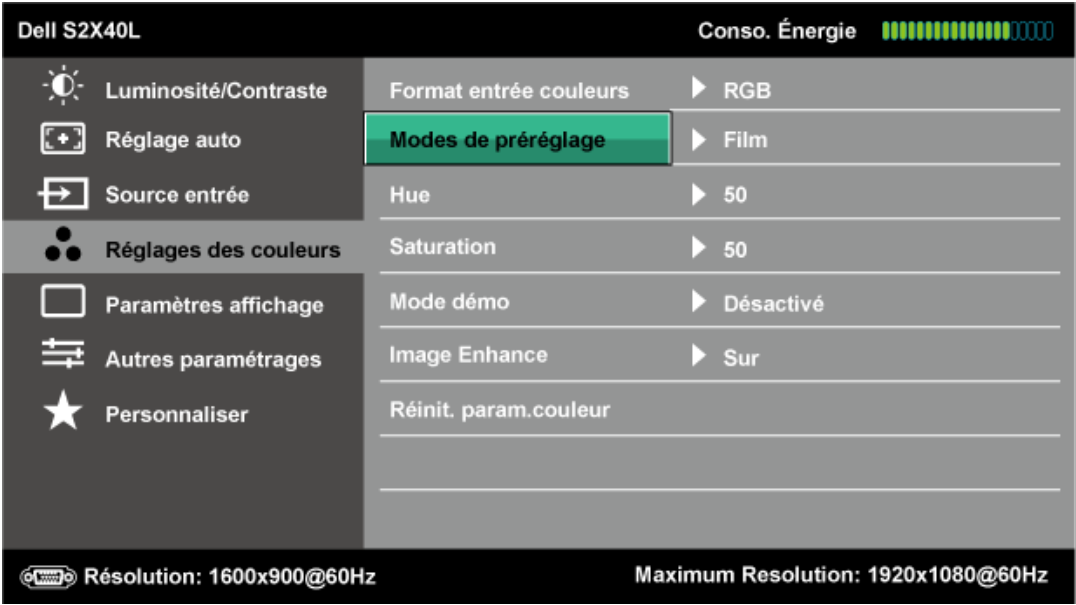 Dell S2X40L Conso. Énergie
Luminosité/Contraste Format entrée couleurs RGB
Réglage auto Modes de préréglage Film
Source entrée Hue 50
Réglages des couleurs Saturation 50
Paramètres affichage Mode démo Désactivé
Autres paramétrages Image Enhance Sur
Personnaliser Réinit. param.couleur
Résolution: 1600x900@60Hz Maximum Resolution: 1920x1080@60Hz